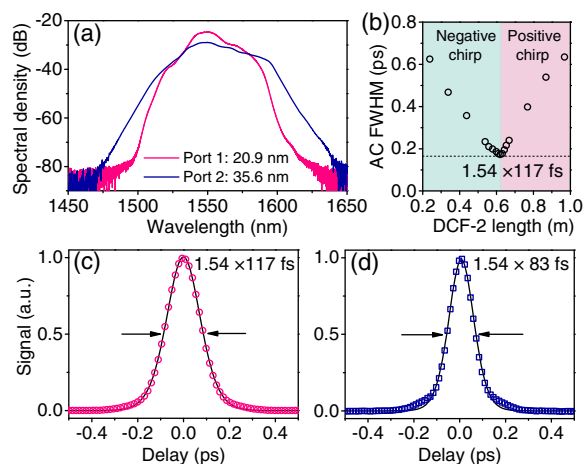 (a)
Spectral density (dB)
-20
-40
-60
-80
Port 1: 20.9 nm
Port 2: 35.6 nm
1450 1500 1550 1600 1650
Wavelength (nm)
(b)
AC FWHM (ps)
0.8
0.6
0.4
0.2
0.0
Negative chirp
Positive chirp
1.54 ×117 fs
0.2 0.4 0.6 0.8 1.0
DCF-2 length (m)
(c)
1.54 ×117 fs
Signal (a.u.)
1.0
0.5
0.0
-0.4 -0.2 0.0 0.2 0.4
Delay (ps)
(d)
1.54 × 83 fs
1.0
0.5
0.0
-0.4 -0.2 0.0 0.2 0.4
Delay (ps)